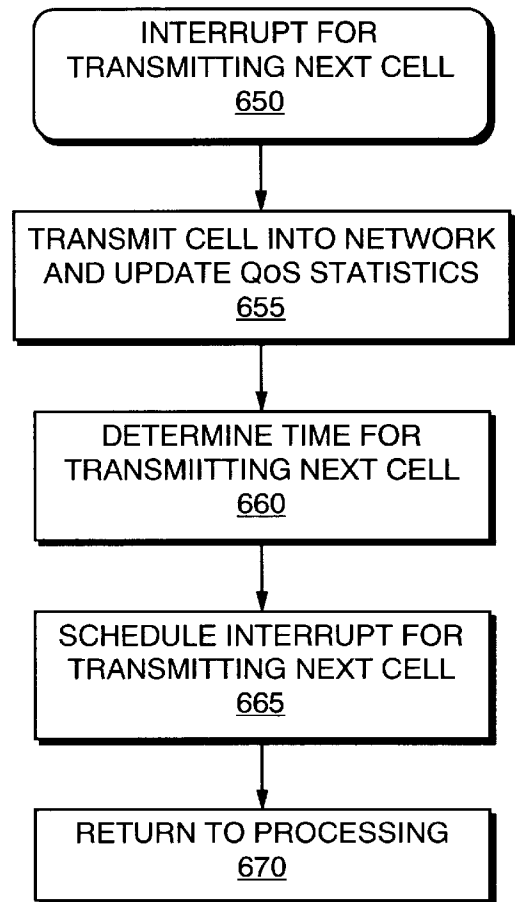 INTERRUPT FOR
TRANSMITTING NEXT CELL
650
TRANSMIT CELL INTO NETWORK
AND UPDATE QoS STATISTICS
655
DETERMINE TIME FOR
TRANSMIITTING NEXT CELL
660
SCHEDULE INTERRUPT FOR
TRANSMITTING NEXT CELL
665
RETURN TO PROCESSING
670